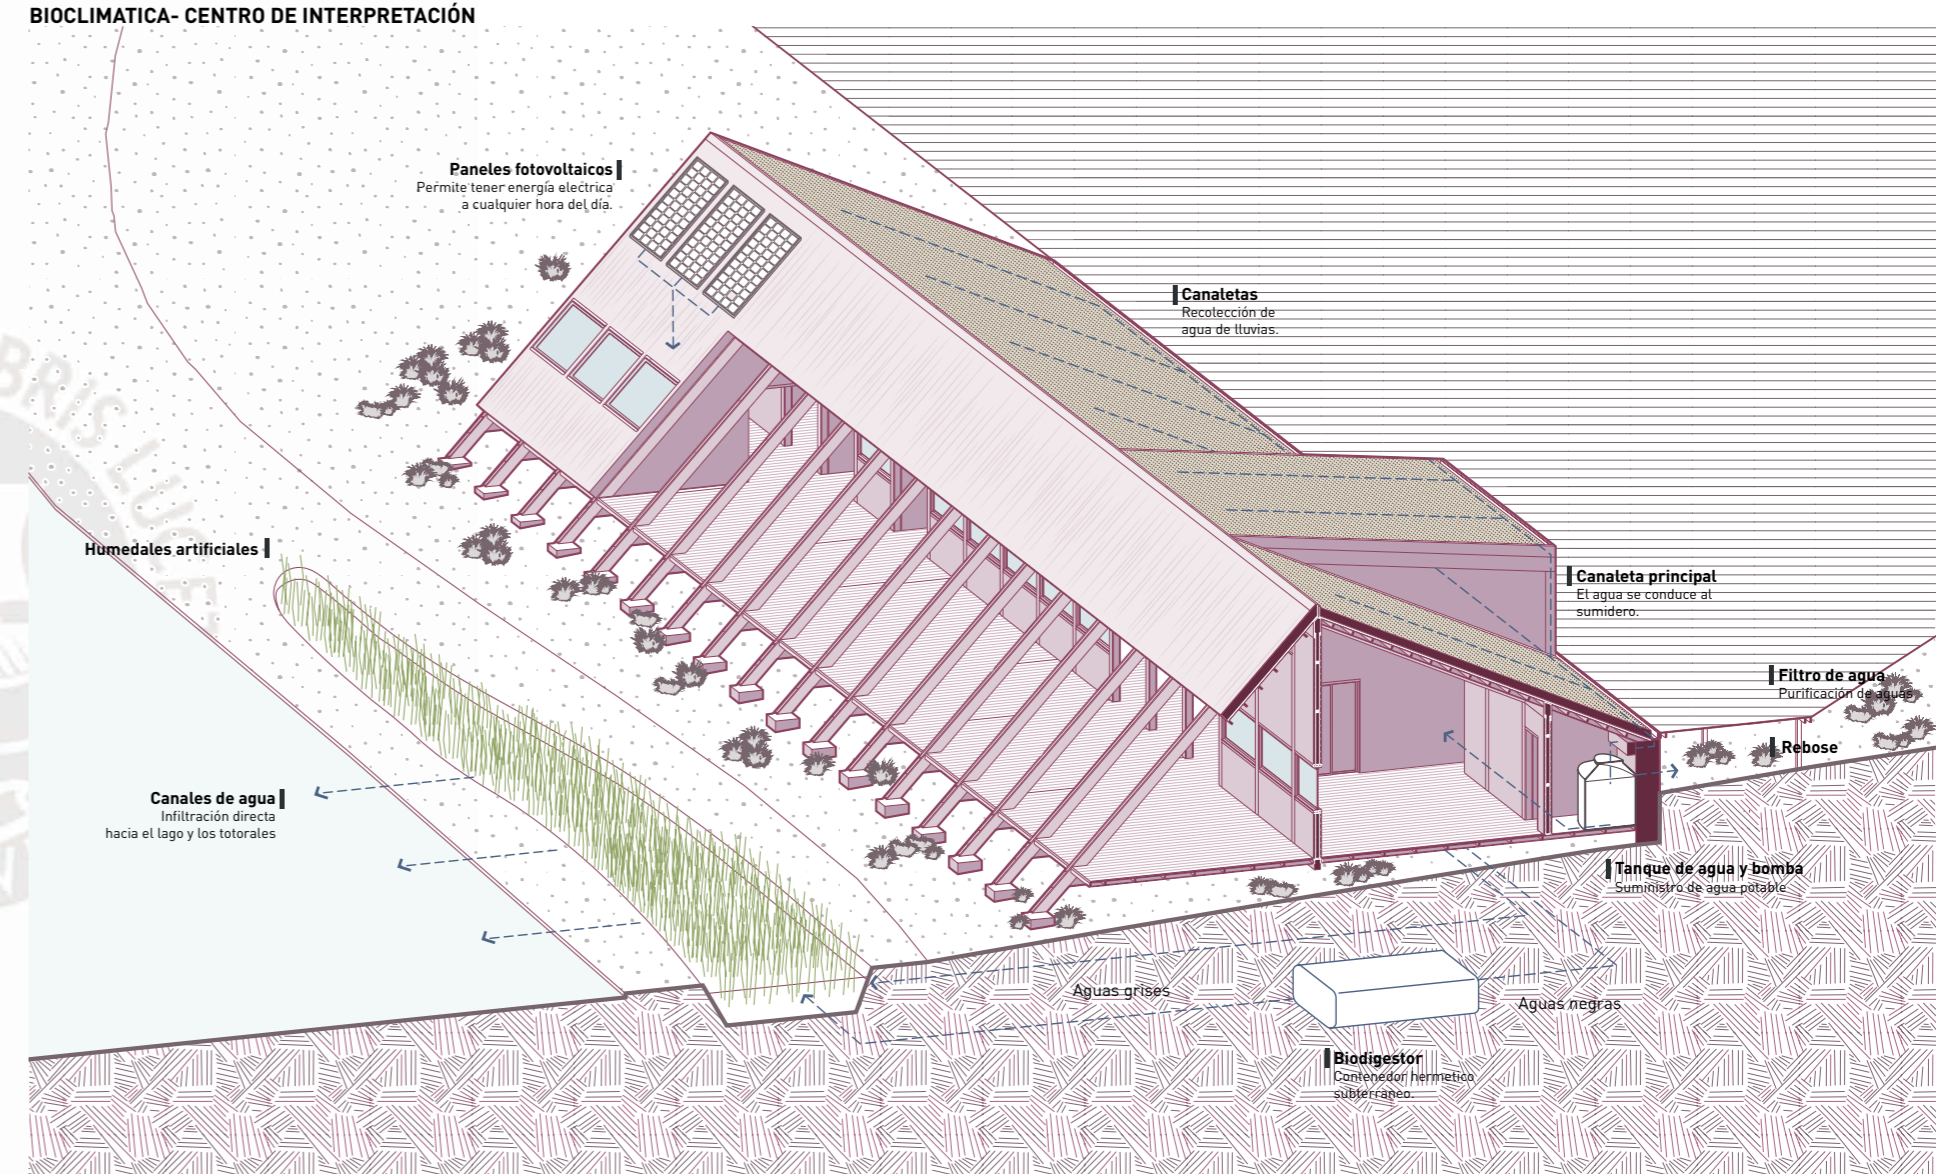 BIOCLIMATICA- CENTRO DE INTERPRETACIÓN
Paneles fotovoltaicos
Permite tener energía electrica
a cualquier hora del día.
Canaletas
Recolección de
agua de lluvias.
Humedales artificiales
Canaleta principal
El agua se conduce al
sumidero.
Filtro de agua
Purificación de aguas
Rebose
Canales de agua
Infiltración directa
hacia el lago y los totorales
Tanque de agua y bomba
Suministro de agua potable
Aguas grises
Aguas negras
Biodigestor
Contenedor hermetico
subterraneo.
BRIS LUCE